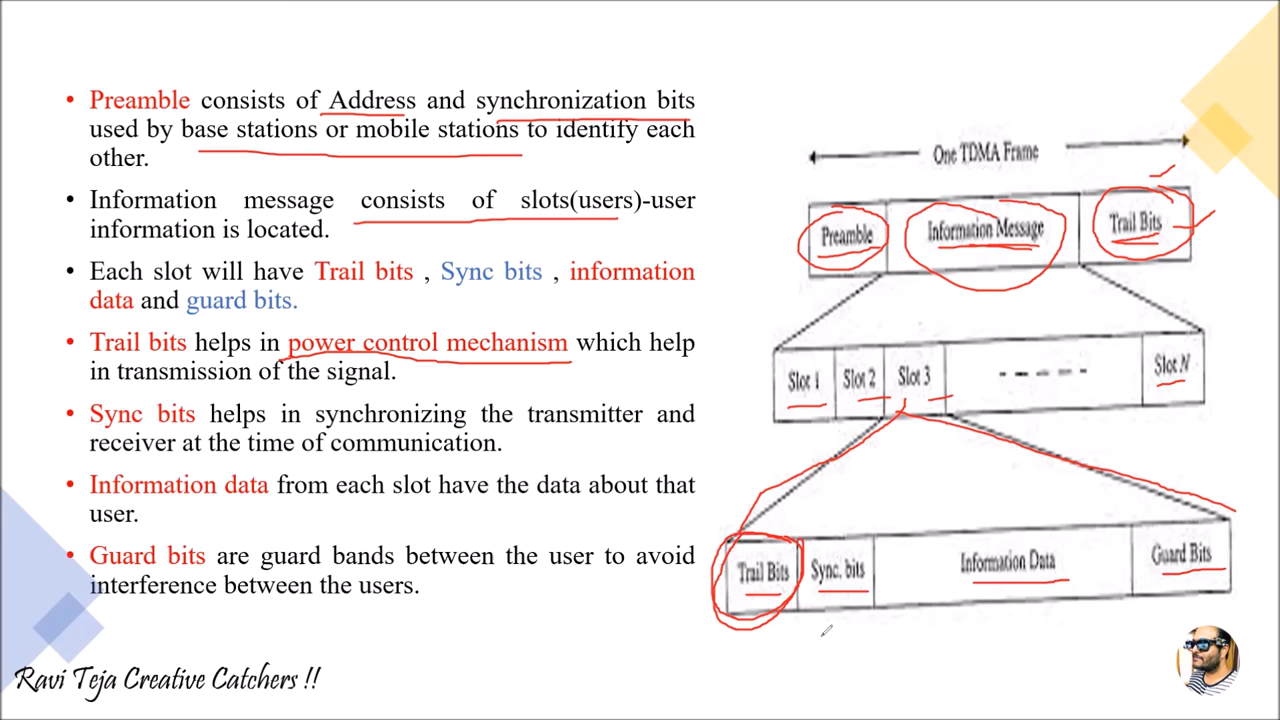 • Preamble consists of Address and synchronization bits
used by base stations or mobile stations to identify each
other.
• Information message consists of slots(users)-user
information is located.
• Each slot will have Trail bits , Sync bits , information
data and guard bits.
• Trail bits helps in power control mechanism which help
in transmission of the signal.
• Sync bits helps in synchronizing the transmitter and
receiver at the time of communication.
• Information data from each slot have the data about that
user.
• Guard bits are guard bands between the user to avoid
interference between the users.
One TDMA Frame
Preamble Information Message Trail Bits
Slot 1 Slot 2 Slot 3 Slot N
Trail Bits Sync. bits Information Data Guard Bits
Ravi Teja Creative Catchers !!